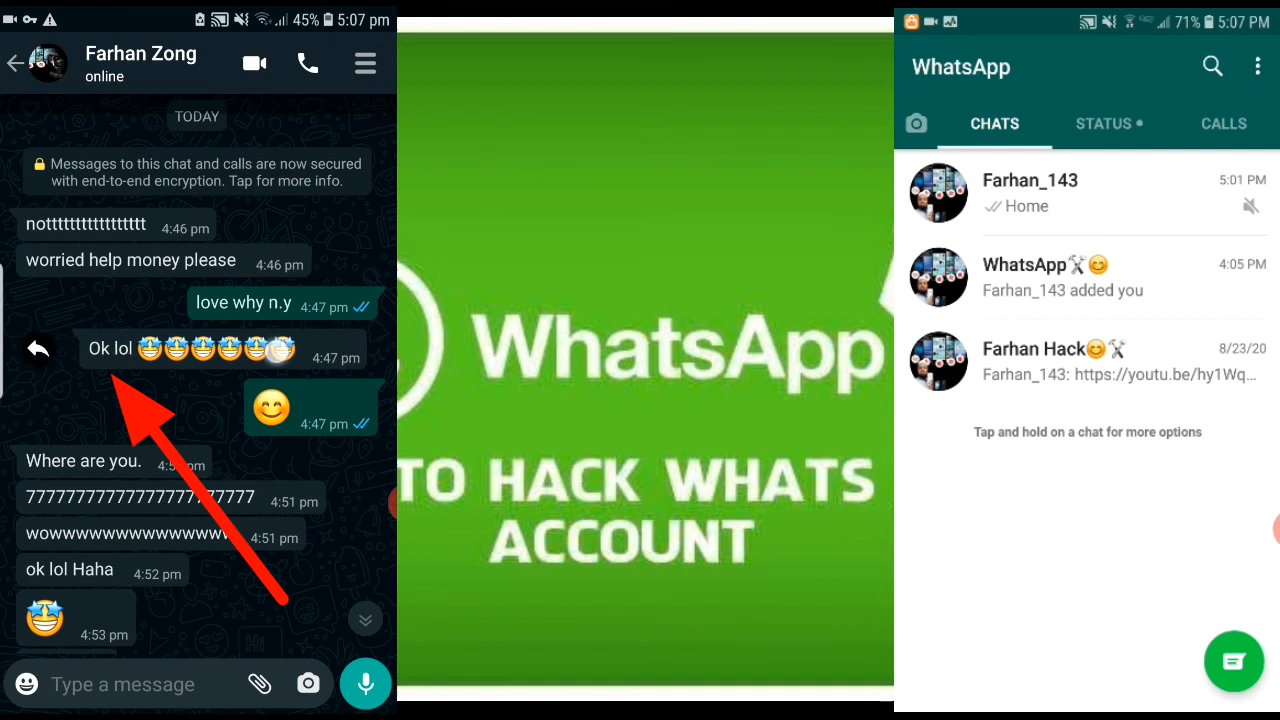 45% 5:07 pm
Farhan Zong
online
TODAY
🔒 Messages to this chat and calls are now secured
with end-to-end encryption. Tap for more info.
notttttttttttttttttt 4:46 pm
worried help money please 4:46 pm
love why n.y 4:47 pm
Ok lol 🤩🤩🤩🤩🤩🤩 4:47 pm
😊 4:47 pm
Where are you. pm
4:51 pm
4:51 pm
ok lol Haha 4:52 pm
🤩 4:53 pm
Type a message
WhatsApp
TO HACK WHATS
ACCOUNT
71% 5:07 PM
WhatsApp
CHATS STATUS • CALLS
Farhan_143 5:01 PM
Home
WhatsApp🛠😊 4:05 PM
Farhan_143 added you
Farhan Hack😊🛠 8/23/20
Farhan_143: https://youtu.be/hy1Wq...
Tap and hold on a chat for more options